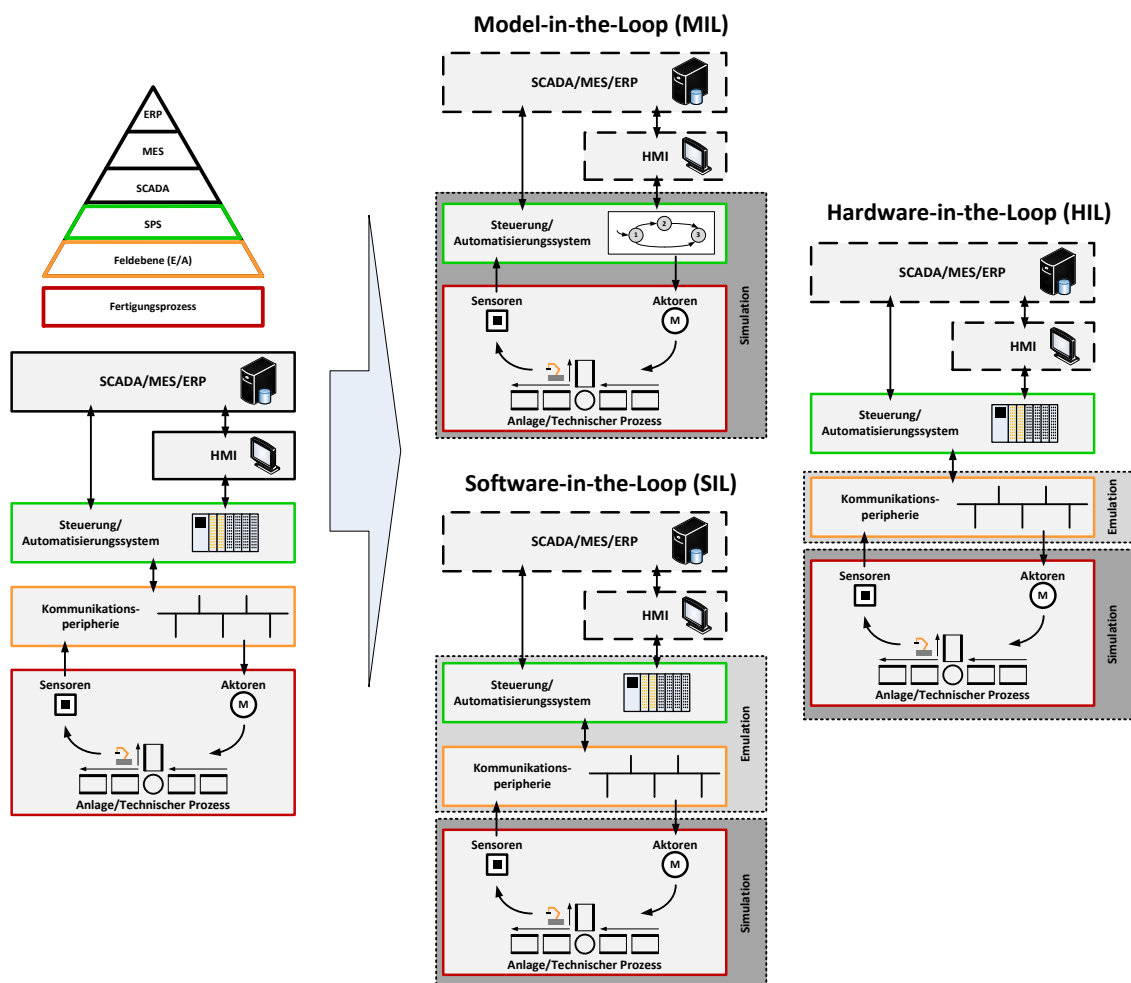 ERP
MES
SCADA
SPS
Feldebene (E/A)
Fertigungsprozess
SCADA/MES/ERP
HMI
Steuerung/
Automatisierungssystem
Kommunikations-
peripherie
Sensoren
Aktoren
M
Anlage/Technischer Prozess
Model-in-the-Loop (MIL)
SCADA/MES/ERP
HMI
Steuerung/
Automatisierungssystem
1
2
3
Sensoren
Aktoren
M
Anlage/Technischer Prozess
Simulation
Software-in-the-Loop (SIL)
SCADA/MES/ERP
HMI
Steuerung/
Automatisierungssystem
Kommunikations-
peripherie
Emulation
Sensoren
Aktoren
M
Anlage/Technischer Prozess
Simulation
Hardware-in-the-Loop (HIL)
SCADA/MES/ERP
HMI
Steuerung/
Automatisierungssystem
Kommunikations-
peripherie
Emulation
Sensoren
Aktoren
M
Anlage/Technischer Prozess
Simulation